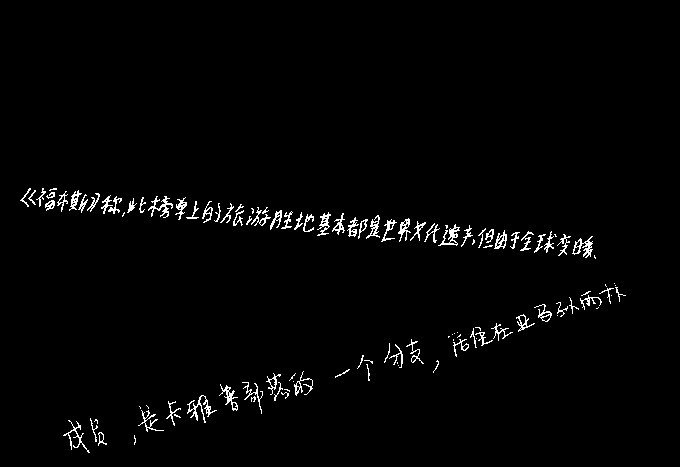 《福布斯》称,此榜单上的旅游胜地基本都是世界文化遗产,但由于全球变暖、
成员,是卡雅普部落的一个分支,居住在亚马孙雨林